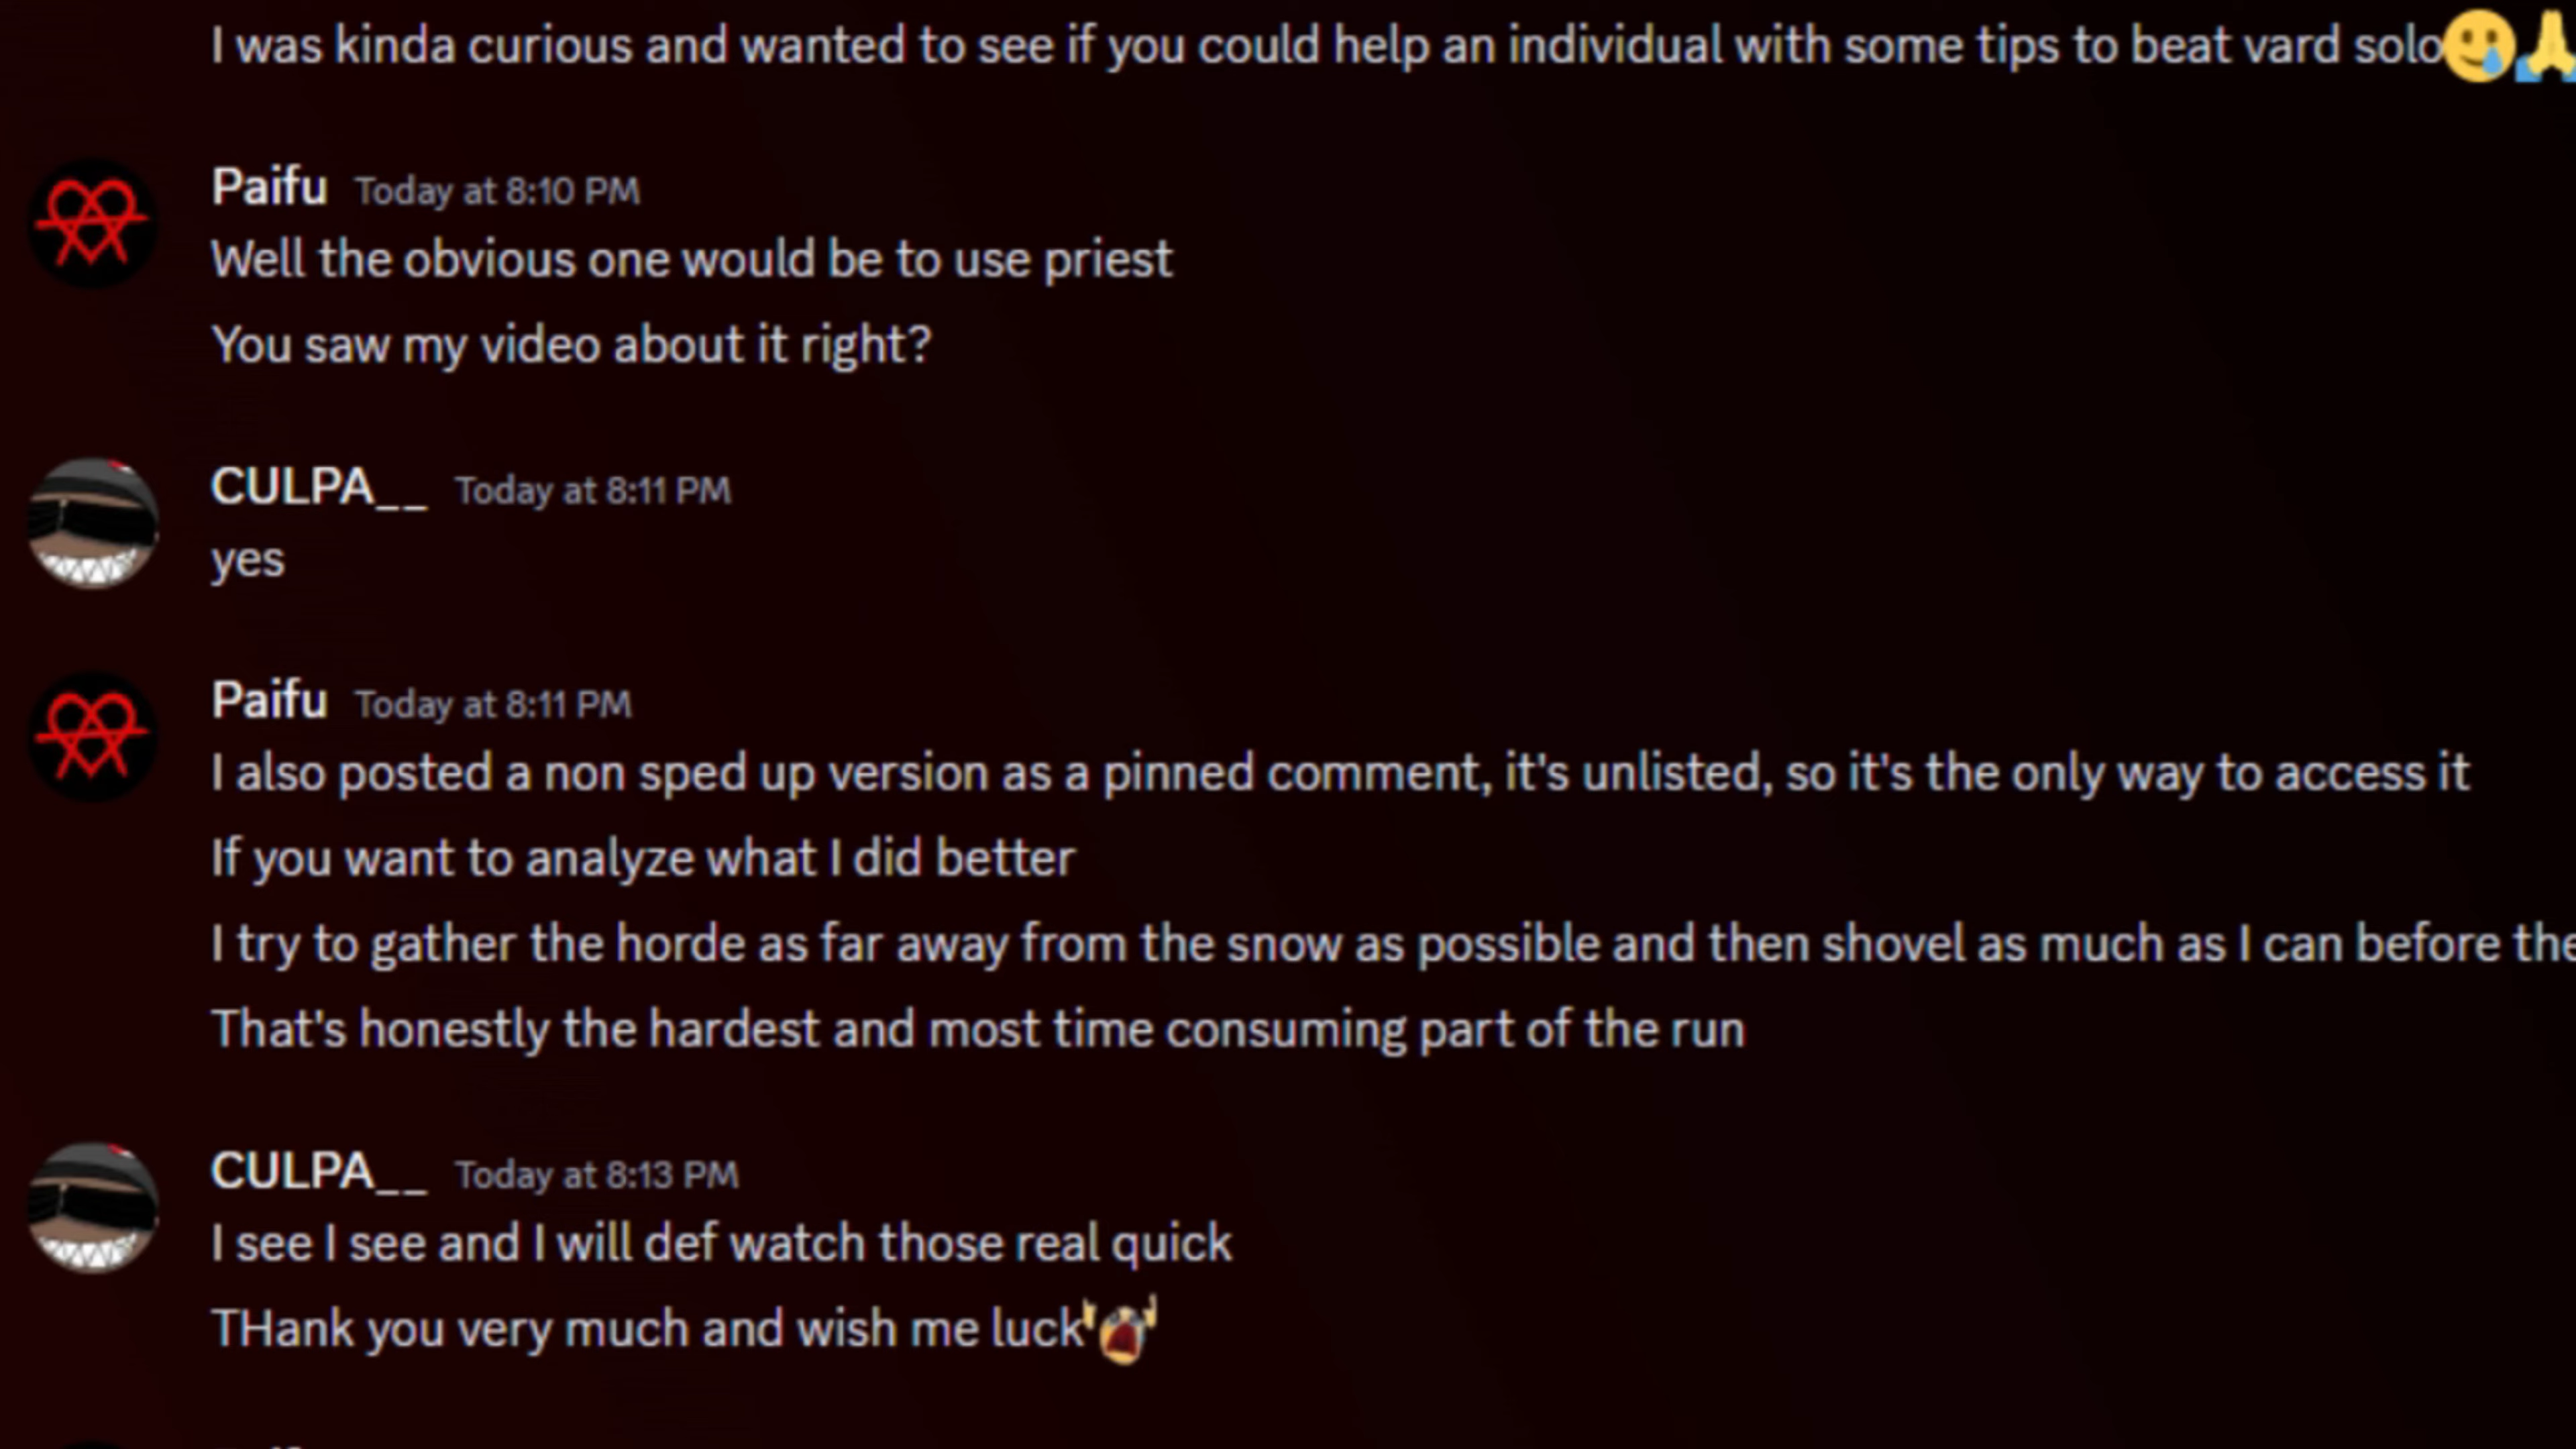 I was kinda curious and wanted to see if you could help an individual with some tips to beat vard solo🥲🙏
Paifu Today at 8:10 PM
Well the obvious one would be to use priest
You saw my video about it right?
CULPA__ Today at 8:11 PM
yes
Paifu Today at 8:11 PM
I also posted a non sped up version as a pinned comment, it's unlisted, so it's the only way to access it
If you want to analyze what I did better
I try to gather the horde as far away from the snow as possible and then shovel as much as I can before the
That's honestly the hardest and most time consuming part of the run
CULPA__ Today at 8:13 PM
I see I see and I will def watch those real quick
THank you very much and wish me luck